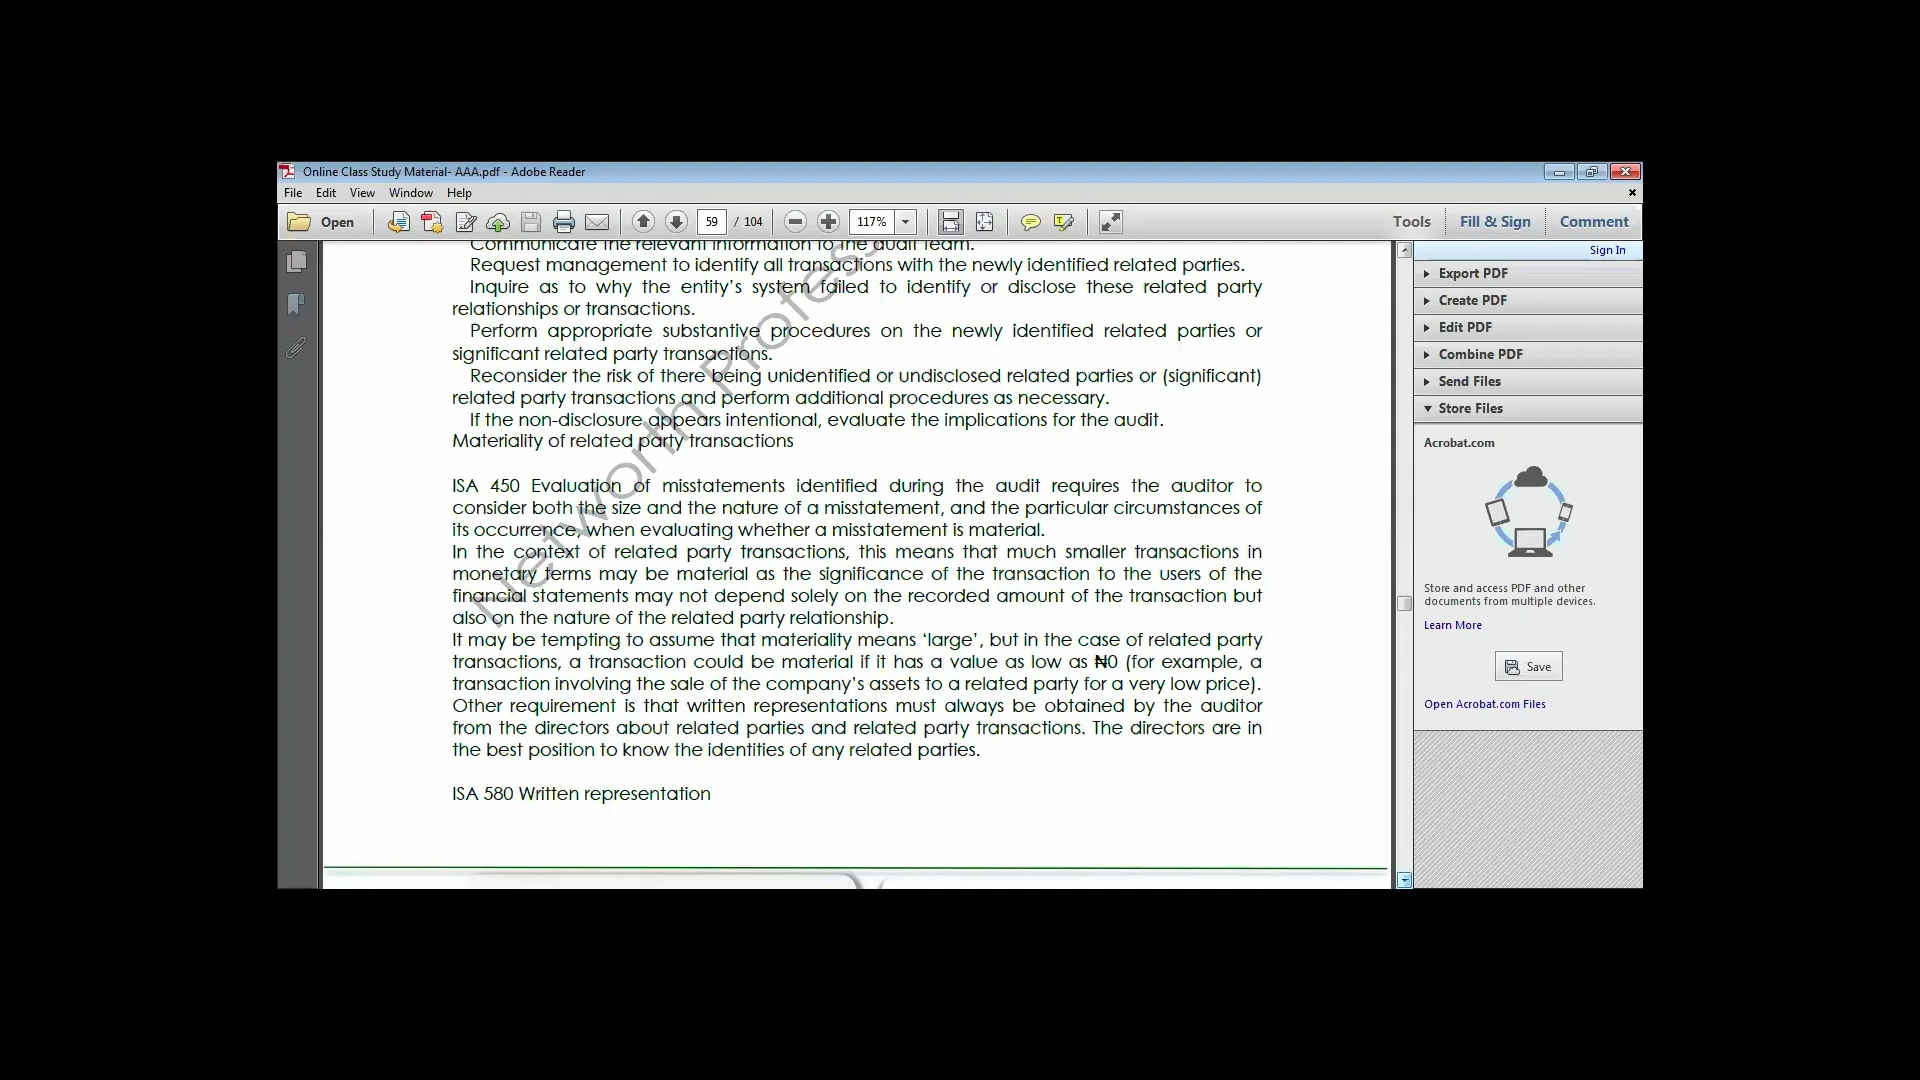 Online Class Study Material- AAA.pdf - Adobe Reader
File Edit View Window Help
Open 59 / 104 117% Tools Fill & Sign Comment
Sign In
Export PDF
Create PDF
Edit PDF
Combine PDF
Send Files
Store Files
Acrobat.com
Store and access PDF and other
documents from multiple devices.
Learn More
Save
Open Acrobat.com Files
Communicate the relevant information to the audit team.
Request management to identify all transactions with the newly identified related parties.
Inquire as to why the entity's system failed to identify or disclose these related party
relationships or transactions.
Perform appropriate substantive procedures on the newly identified related parties or
significant related party transactions.
Reconsider the risk of there being unidentified or undisclosed related parties or (significant)
related party transactions and perform additional procedures as necessary.
If the non-disclosure appears intentional, evaluate the implications for the audit.
Materiality of related party transactions
ISA 450 Evaluation of misstatements identified during the audit requires the auditor to
consider both the size and the nature of a misstatement, and the particular circumstances of
its occurrence, when evaluating whether a misstatement is material.
In the context of related party transactions, this means that much smaller transactions in
monetary terms may be material as the significance of the transaction to the users of the
financial statements may not depend solely on the recorded amount of the transaction but
also on the nature of the related party relationship.
It may be tempting to assume that materiality means 'large', but in the case of related party
transactions, a transaction could be material if it has a value as low as ₦0 (for example, a
transaction involving the sale of the company's assets to a related party for a very low price).
Other requirement is that written representations must always be obtained by the auditor
from the directors about related parties and related party transactions. The directors are in
the best position to know the identities of any related parties.
ISA 580 Written representation
Networth Profess